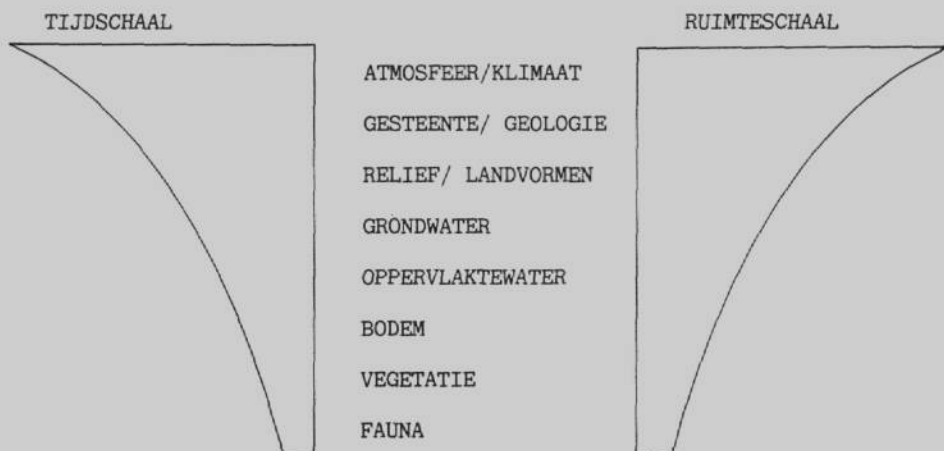 TIJDSCHAAL
RUIMTESCHAAL
ATMOSFEER/KLIMAAT
GESTEENTE/ GEOLOGIE
RELIEF/ LANDVORMEN
GRONDWATER
OPPERVLAKTEWATER
BODEM
VEGETATIE
FAUNA